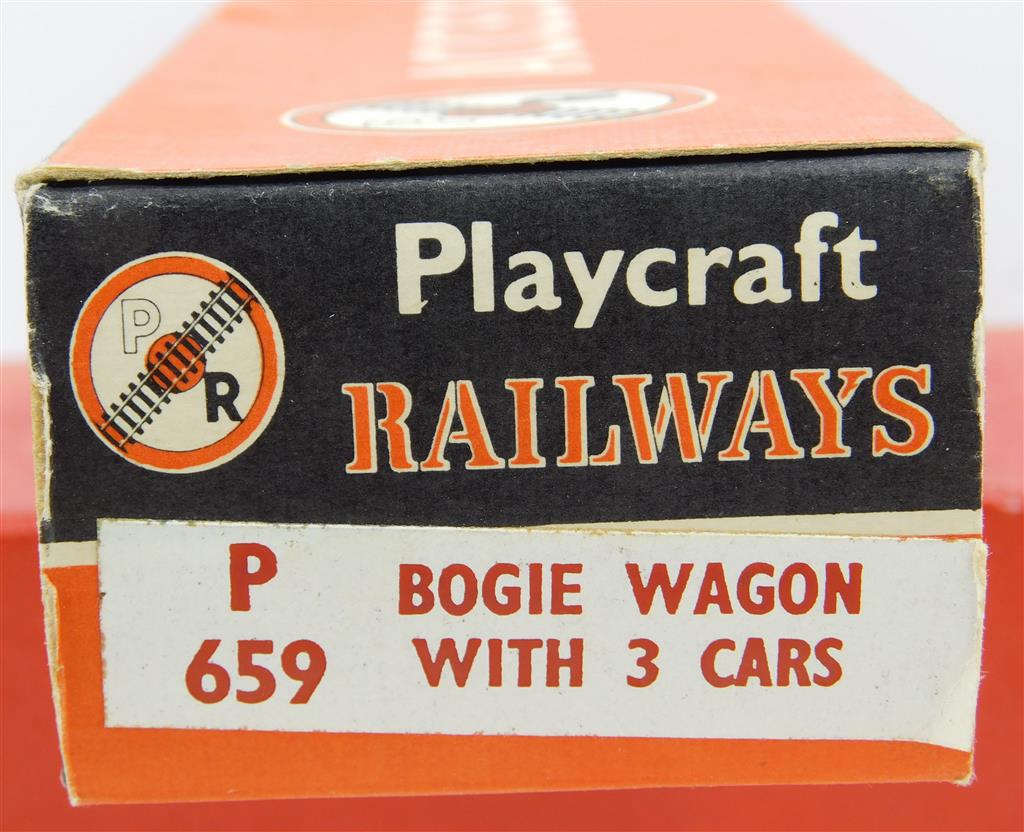 Playcraft
RAILWAYS
P
R
P
659
BOGIE WAGON
WITH 3 CARS